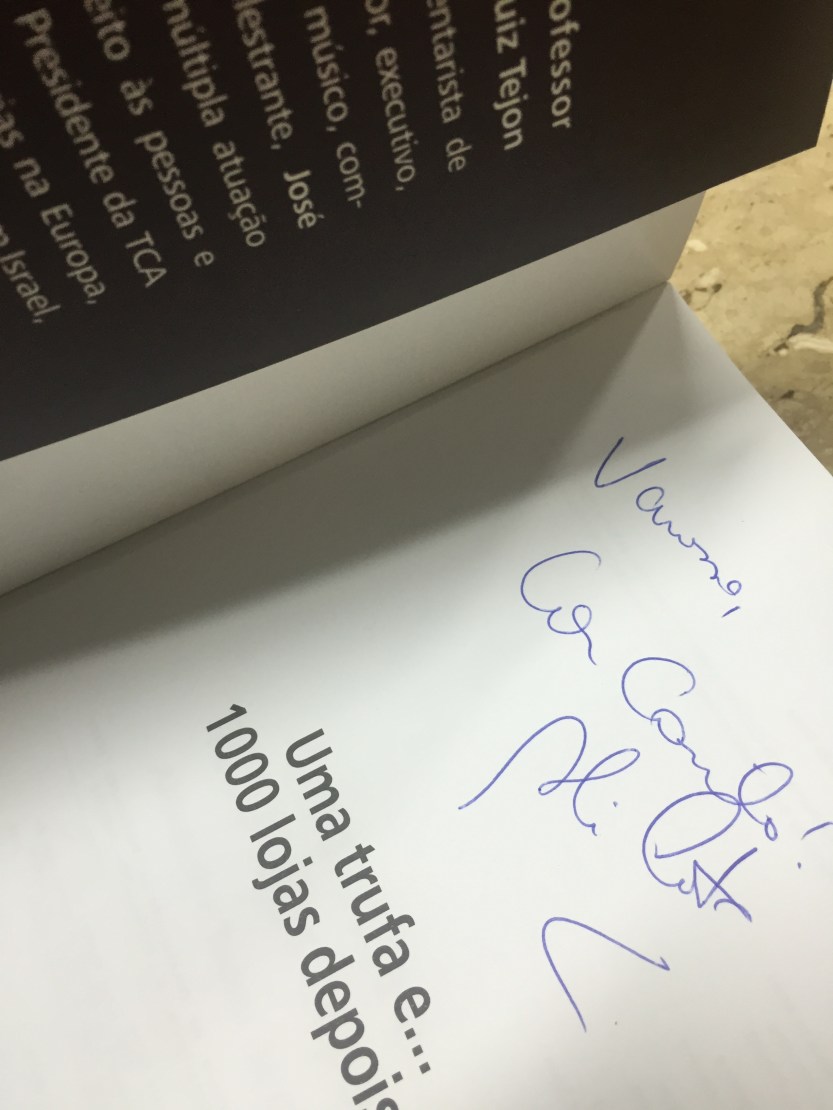 ofessor
uiz Tejon
entarista de
or, executivo,
músico, com-
lestrante, José
múltipla atuação
eito às pessoas e
Presidente da TCA
as na Europa,
Israel,
Com
Uma trufa e...
1000 lojas depois